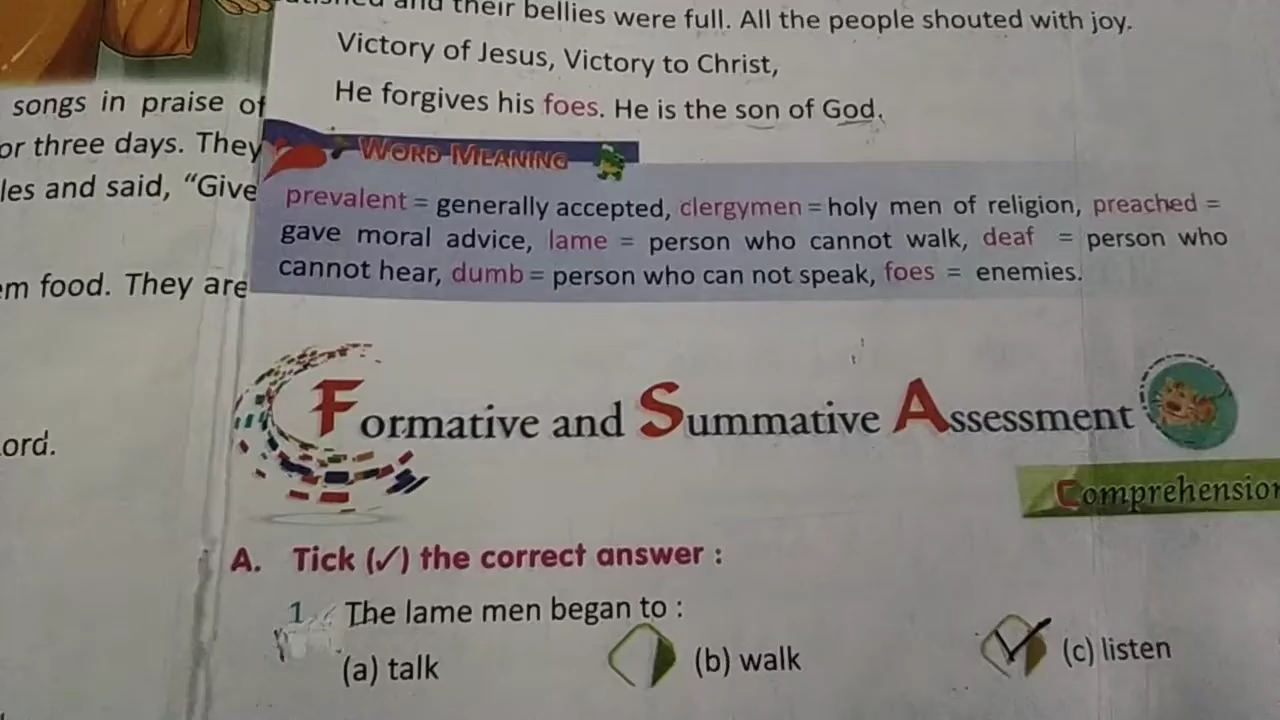 and their bellies were full. All the people shouted with joy.
Victory of Jesus, Victory to Christ,
He forgives his foes. He is the son of God.
songs in praise of
or three days. They
les and said, “Give
em food. They are
ord.
WORD MEANING
prevalent = generally accepted, clergymen = holy men of religion, preached =
gave moral advice, lame = person who cannot walk, deaf = person who
cannot hear, dumb = person who can not speak, foes = enemies.
Formative and Summative Assessment
Comprehension
A. Tick (✓) the correct answer :
1. The lame men began to :
(a) talk (b) walk (c) listen